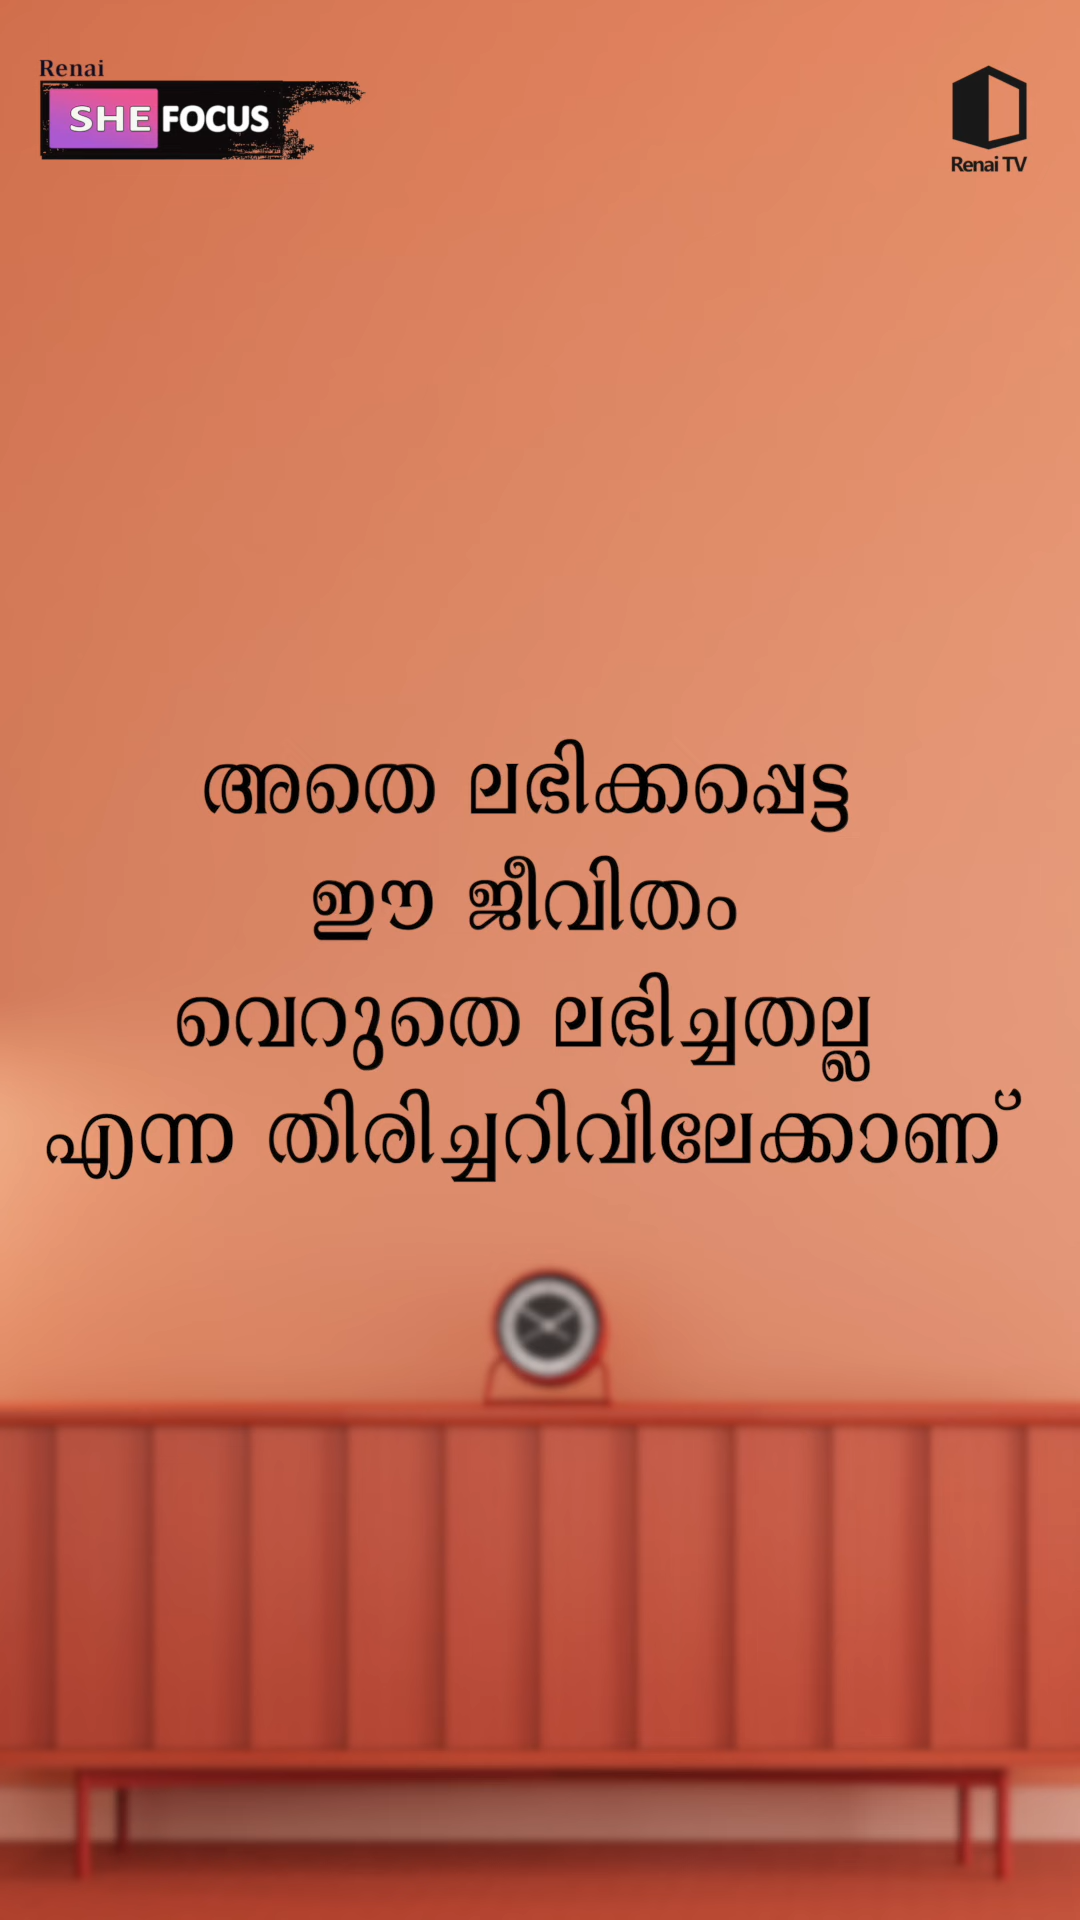 Renai
SHE FOCUS
Renai TV
അതെ ലഭിക്കപ്പെട്ട
ഈ ജീവിതം
വെറുതെ ലഭിച്ചതല്ല
എന്ന തിരിച്ചറിവിലേക്കാണ്